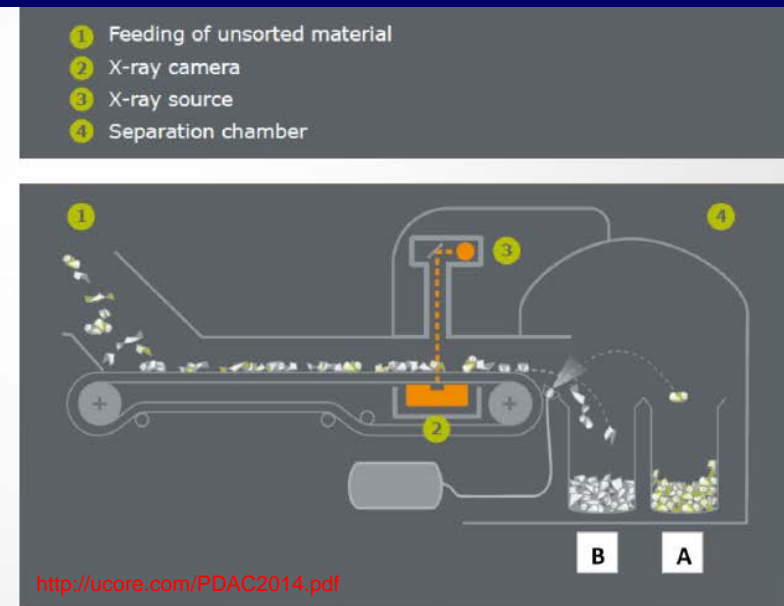 1 Feeding of unsorted material
2 X-ray camera
3 X-ray source
4 Separation chamber
1
4
3
2
B A
http://ucore.com/PDAC2014.pdf